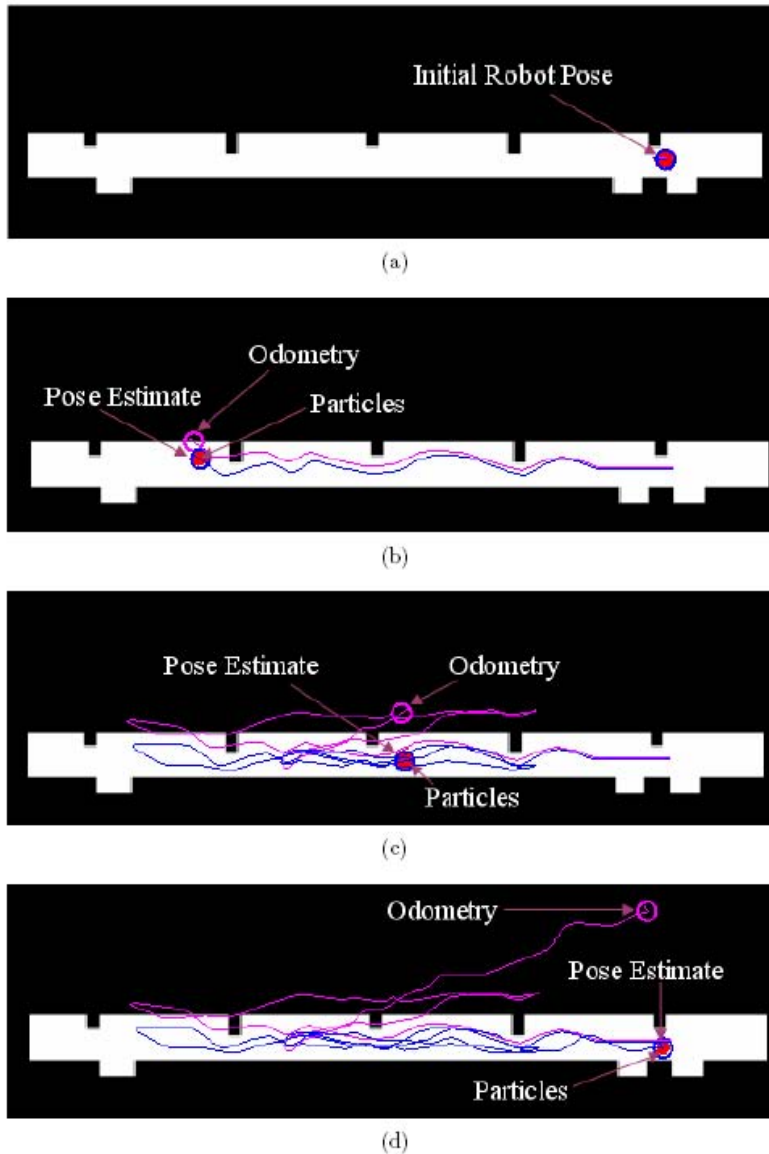 Initial Robot Pose
(a)
Odometry
Pose Estimate
Particles
(b)
Pose Estimate
Odometry
Particles
(c)
Odometry
Pose Estimate
Particles
(d)